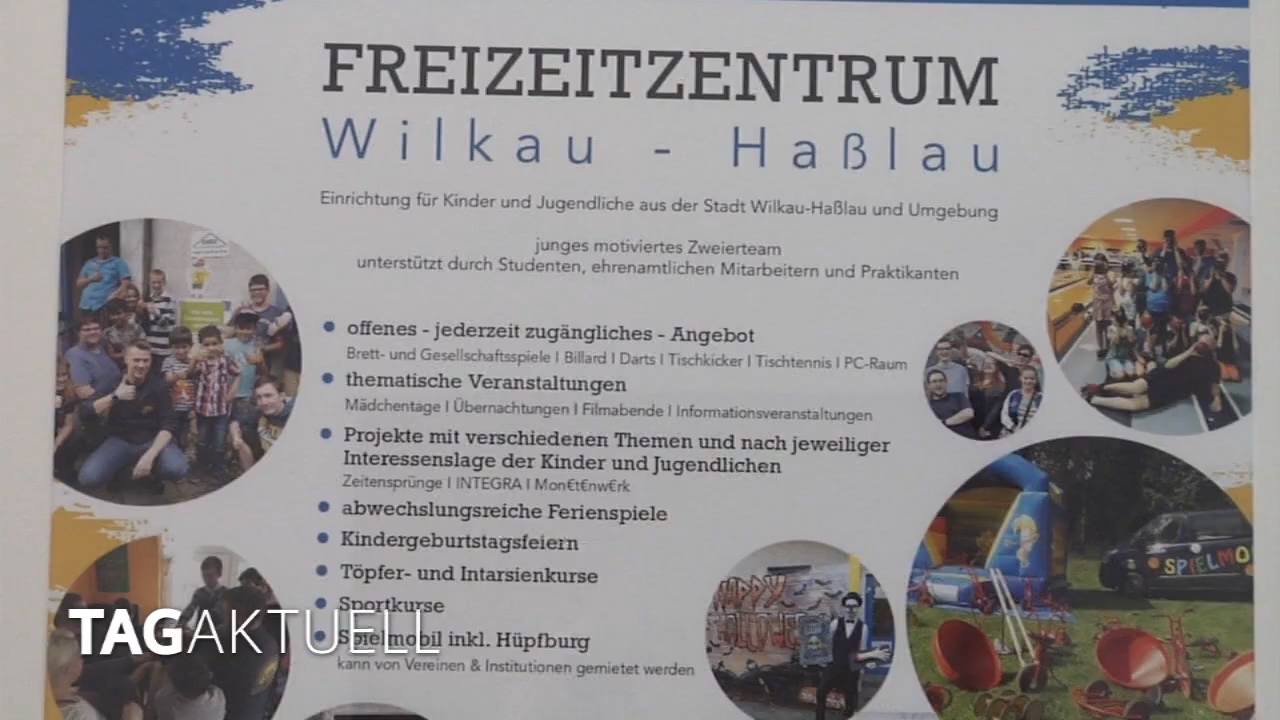 FREIZEITZENTRUM
Wilkau - Haßlau
Einrichtung für Kinder und Jugendliche aus der Stadt Wilkau-Haßlau und Umgebung
junges motiviertes Zweierteam
unterstützt durch Studenten, ehrenamtlichen Mitarbeitern und Praktikanten
offenes - jederzeit zugängliches - Angebot
Brett- und Gesellschaftsspiele I Billard I Darts I Tischkicker I Tischtennis I PC-Raum
thematische Veranstaltungen
Mädchentage I Übernachtungen I Filmabende I Informationsveranstaltungen
Projekte mit verschiedenen Themen und nach jeweiliger
Interessenslage der Kinder und Jugendlichen
Zeitensprünge I INTEGRA I Mon€t€nw€rk
abwechslungsreiche Ferienspiele
Kindergeburtstagsfeiern
Töpfer- und Intarsienkurse
Sportkurse
Spielmobil inkl. Hüpfburg
kann von Vereinen & Institutionen gemietet werden
TAGAKTUELL
HAPPY
HALLOWEEN
SPIELMO